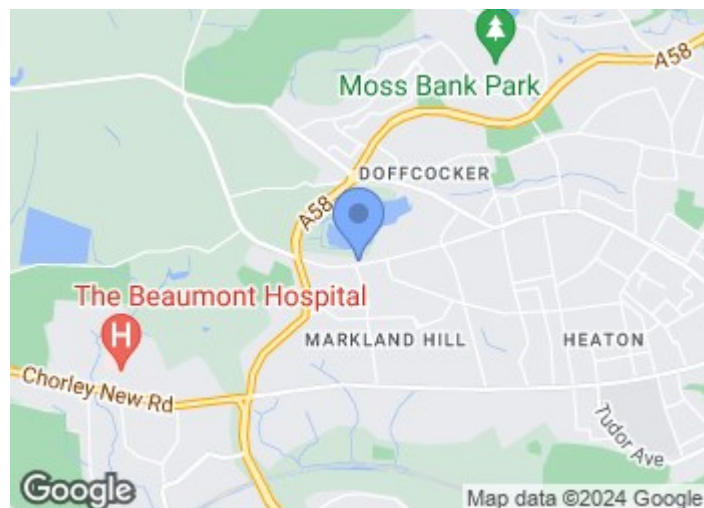 A58
Moss Bank Park
DOFFCOCKER
A58
The Beaumont Hospital
H
MARKLAND HILL
HEATON
Chorley New Rd
Tudor Ave
Google
Map data ©2024 Google